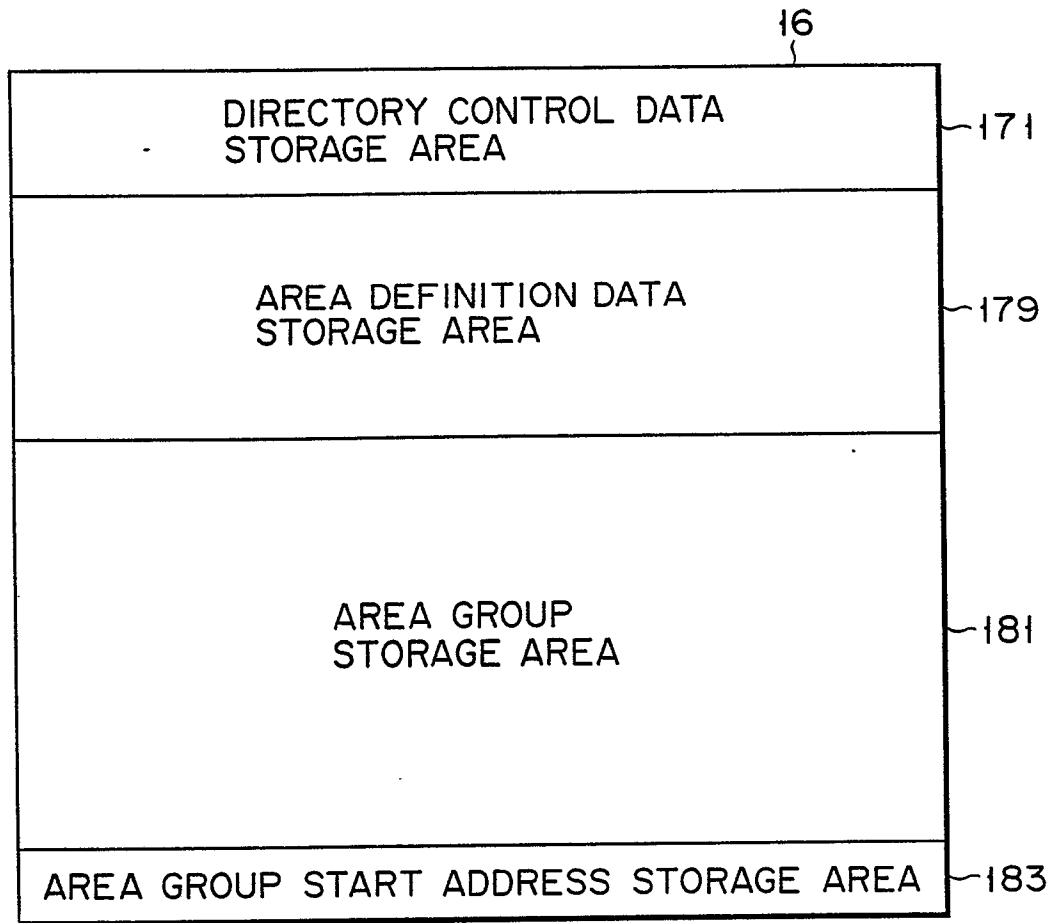 16
DIRECTORY CONTROL DATA
STORAGE AREA
171
AREA DEFINITION DATA
STORAGE AREA
179
AREA GROUP
STORAGE AREA
181
AREA GROUP START ADDRESS STORAGE AREA
183